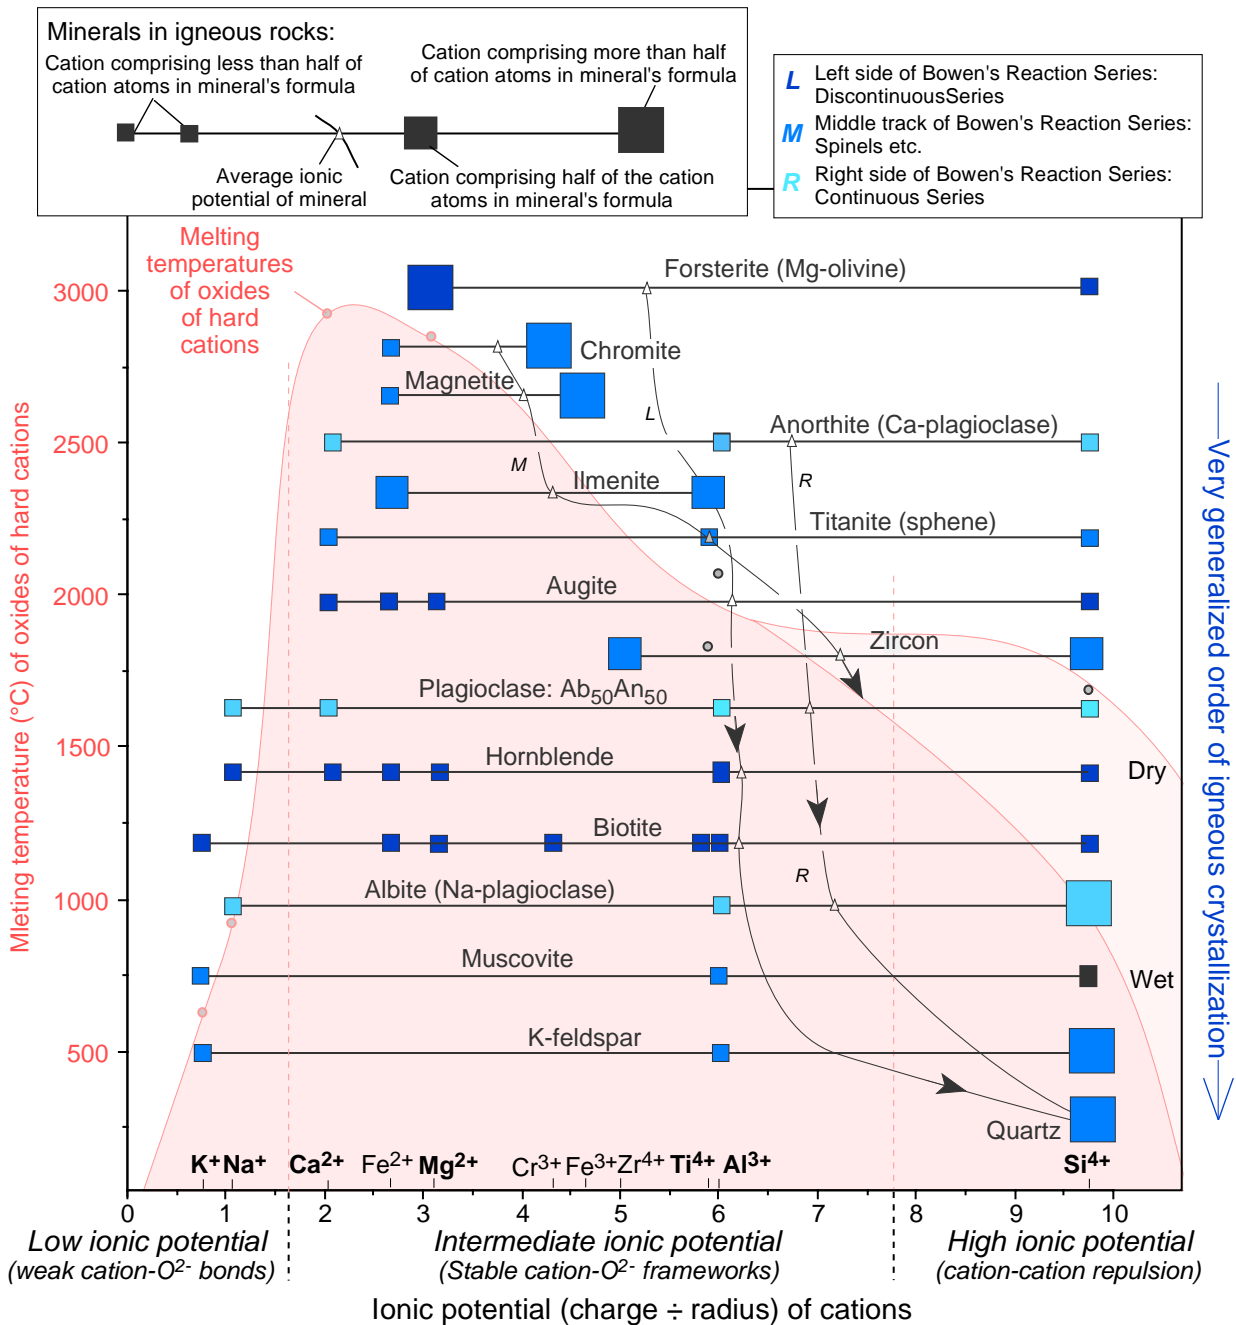 Minerals in igneous rocks:
Cation comprising less than half of
cation atoms in mineral's formula
Cation comprising more than half
of cation atoms in mineral's formula
Average ionic
potential of mineral
Cation comprising half of the cation
atoms in mineral's formula
L Left side of Bowen's Reaction Series:
DiscontinuousSeries
M Middle track of Bowen's Reaction Series:
Spinels etc.
R Right side of Bowen's Reaction Series:
Continuous Series
Melting
temperatures
of oxides
of hard
cations
Forsterite (Mg-olivine)
Chromite
Magnetite
L
Anorthite (Ca-plagioclase)
M
R
Ilmenite
Titanite (sphene)
Augite
Zircon
Plagioclase: Ab₅₀An₅₀
Hornblende
Dry
Biotite
R
Albite (Na-plagioclase)
Muscovite
Wet
K-feldspar
Quartz
3000
2500
2000
1500
1000
500
Mleting temperature (°C) of oxides of hard cations
Very generalized order of igneous crystallization
K⁺ Na⁺ Ca²⁺ Fe²⁺ Mg²⁺ Cr³⁺ Fe³⁺ Zr⁴⁺ Ti⁴⁺ Al³⁺ Si⁴⁺
0 1 2 3 4 5 6 7 8 9 10
Low ionic potential
(weak cation-O²⁻ bonds)
Intermediate ionic potential
(Stable cation-O²⁻ frameworks)
High ionic potential
(cation-cation repulsion)
Ionic potential (charge ÷ radius) of cations